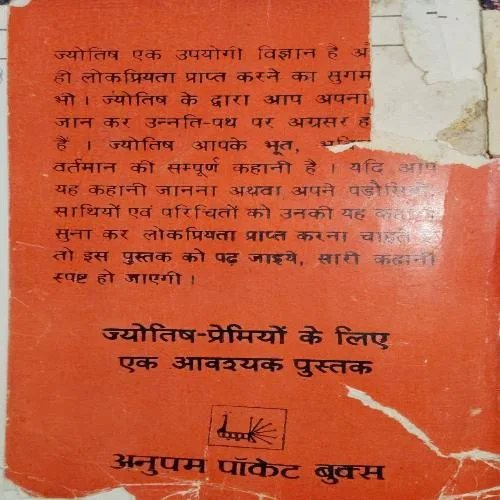 ज्योतिष एक उपयोगी विज्ञान है
ही लोकप्रियता प्राप्त करने का सुगम
भी । ज्योतिष के द्वारा आप अपना
जान कर उन्नति-पथ पर अग्रसर
हैं । ज्योतिष आपके भूत,
वर्तमान की सम्पूर्ण कहानी है । यदि आप
यह कहानी जानना अथवा अपने
साथियों एवं परिचितों को उनकी यह कहानी
सुना कर लोकप्रियता प्राप्त करना चाहते
तो इस पुस्तक को पढ़ जाइये, सारी कहानी
स्पष्ट हो जाएगी ।
ज्योतिष-प्रेमियों के लिए
एक आवश्यक पुस्तक
अनुपम पॉकेट बुक्स